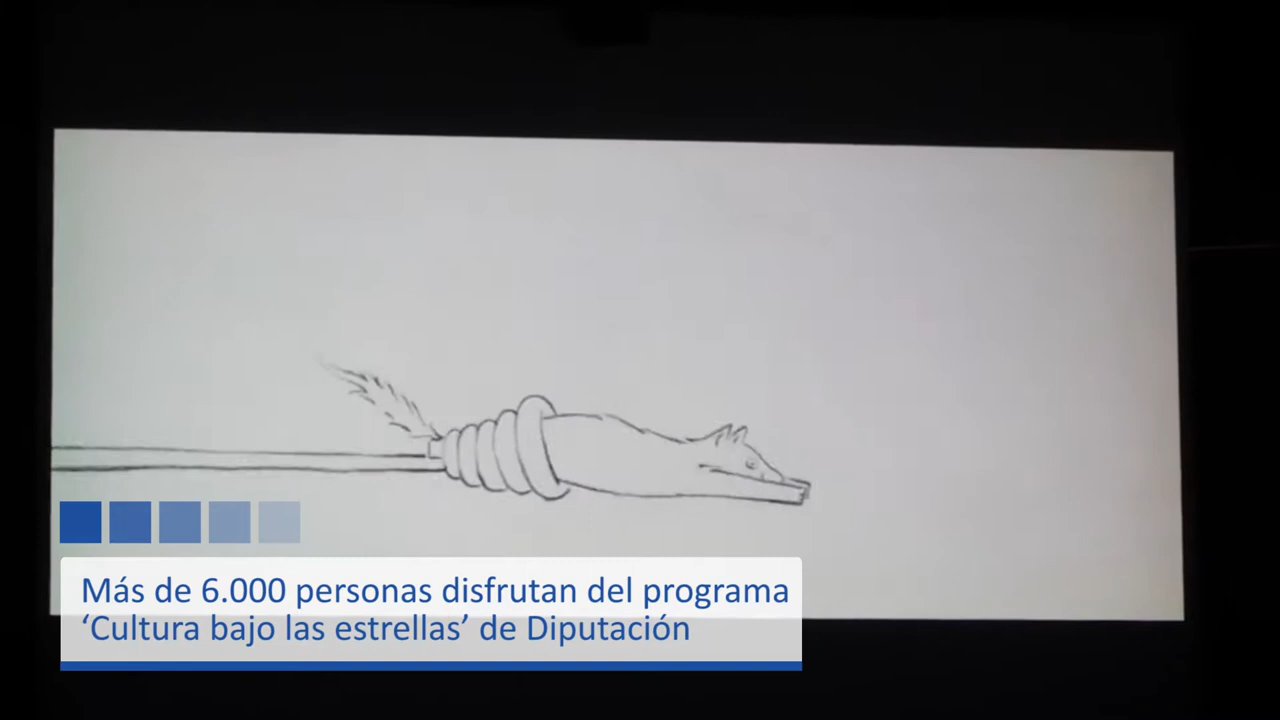 Más de 6.000 personas disfrutan del programa
‘Cultura bajo las estrellas’ de Diputación